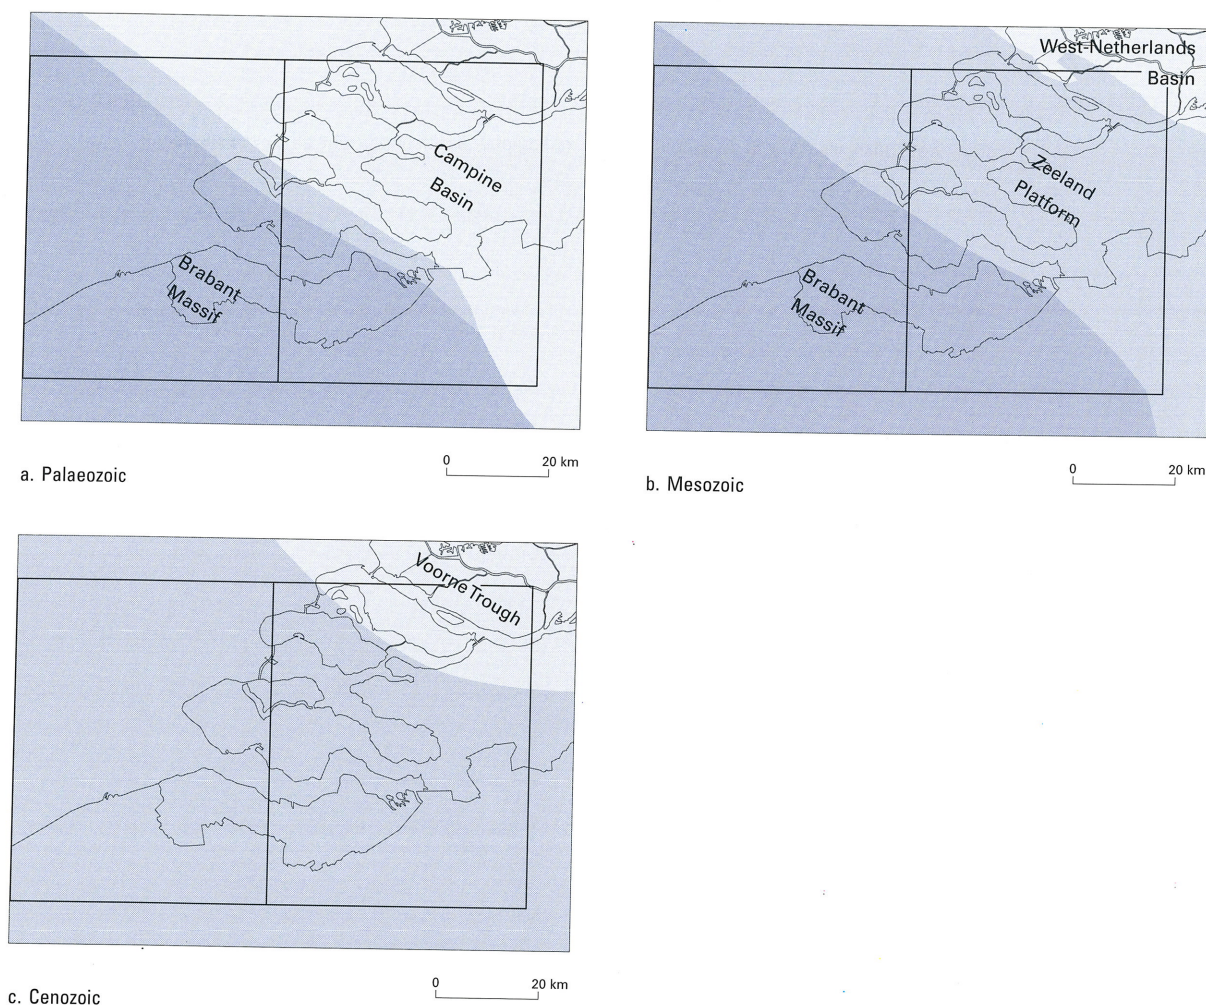 Campine
Basin
Brabant
Massif
a. Palaeozoic
0 20 km
West-Netherlands
Basin
Zeeland
Platform
Brabant
Massif
b. Mesozoic
0 20 km
Voorne Trough
c. Cenozoic
0 20 km